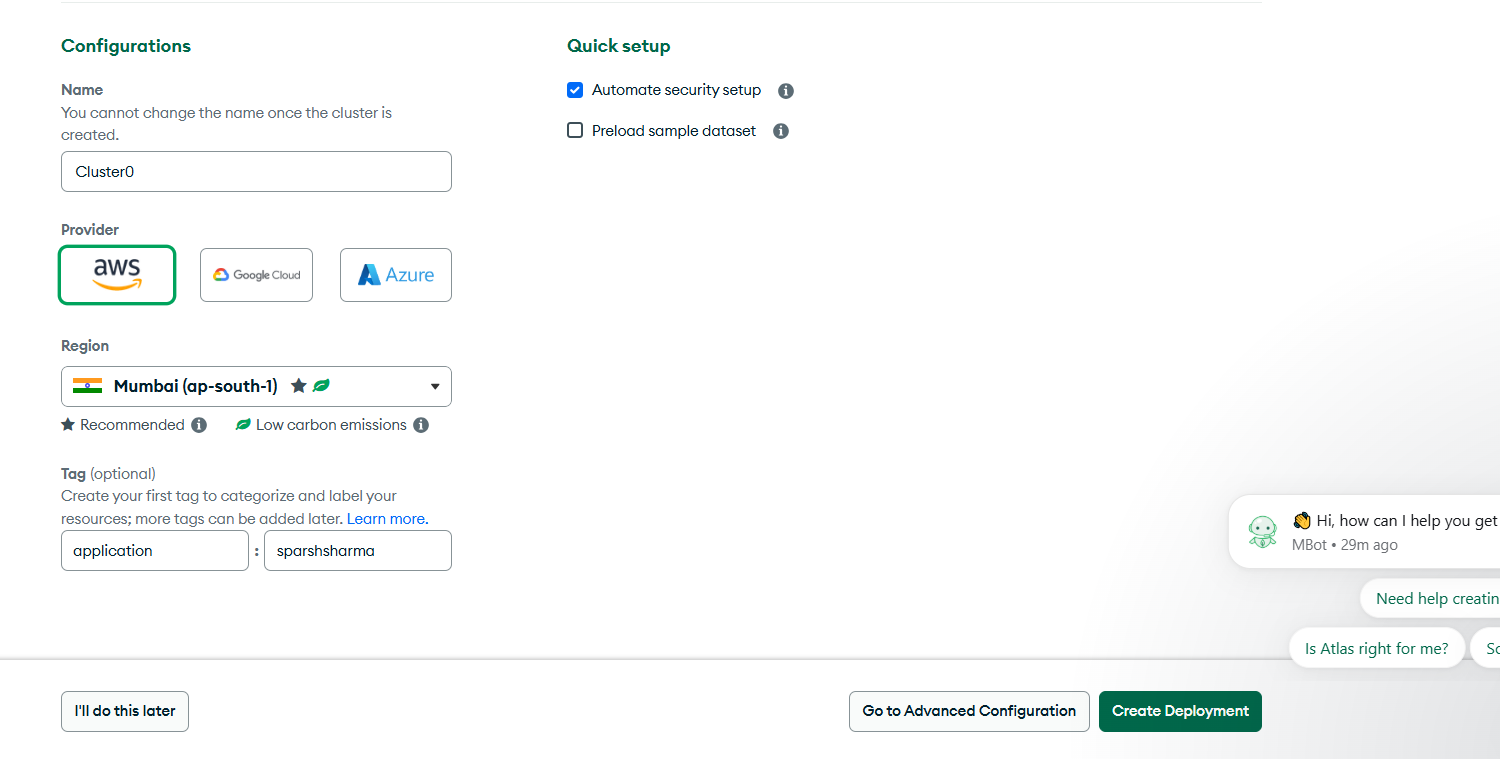 Configurations
Name
You cannot change the name once the cluster is
created.
Cluster0
Provider
aws
Google Cloud
Azure
Region
Mumbai (ap-south-1)
Recommended
Low carbon emissions
Tag (optional)
Create your first tag to categorize and label your
resources; more tags can be added later. Learn more.
application : sparshsharma
Quick setup
Automate security setup
Preload sample dataset
Hi, how can I help you get
MBot • 29m ago
Need help creatin
Is Atlas right for me?
So
I'll do this later
Go to Advanced Configuration
Create Deployment